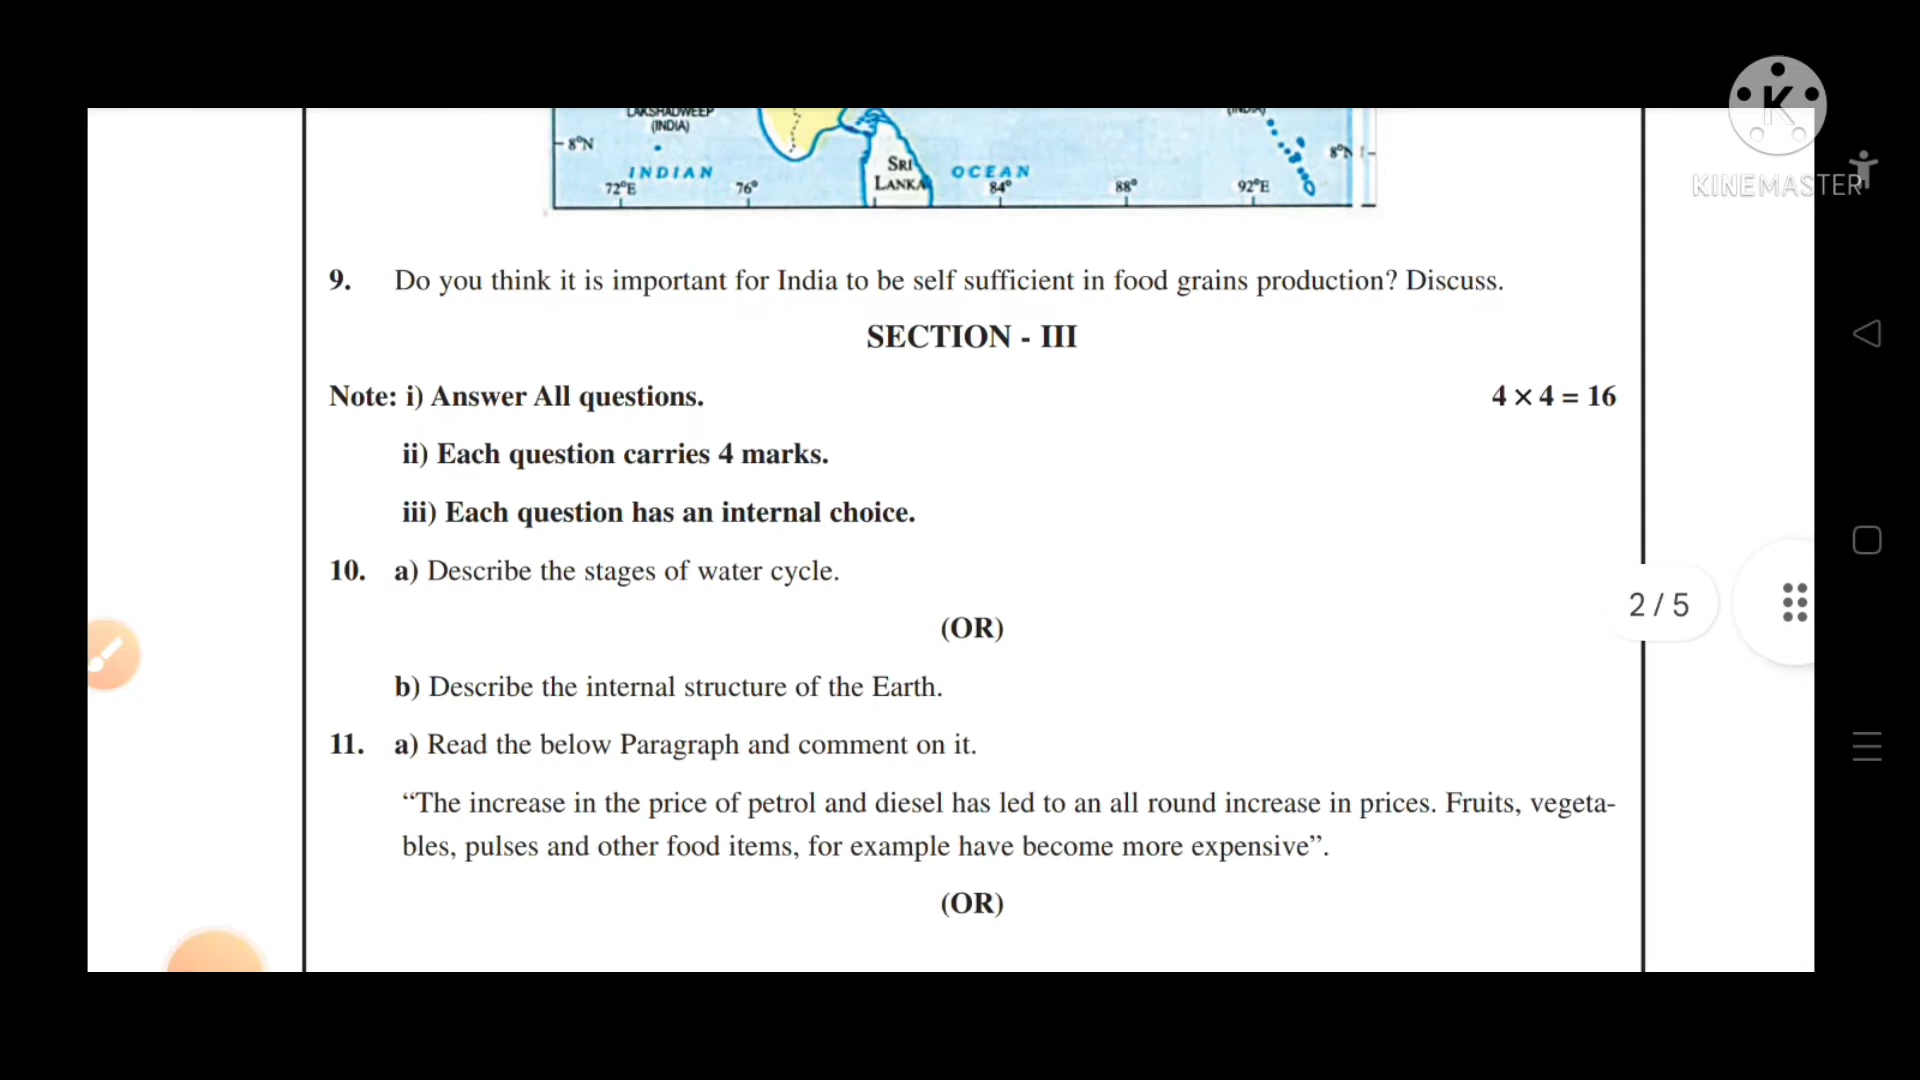 LAKSHADWEEP
(INDIA)
(INDIA)
8°N
8°N
INDIAN
SRI
LANKA
OCEAN
72°E
76°
84°
88°
92°E
KINEMASTER
9. Do you think it is important for India to be self sufficient in food grains production? Discuss.
SECTION - III
Note: i) Answer All questions. 4 × 4 = 16
ii) Each question carries 4 marks.
iii) Each question has an internal choice.
10. a) Describe the stages of water cycle.
(OR)
2 / 5
b) Describe the internal structure of the Earth.
11. a) Read the below Paragraph and comment on it.
“The increase in the price of petrol and diesel has led to an all round increase in prices. Fruits, vegeta-
bles, pulses and other food items, for example have become more expensive”.
(OR)